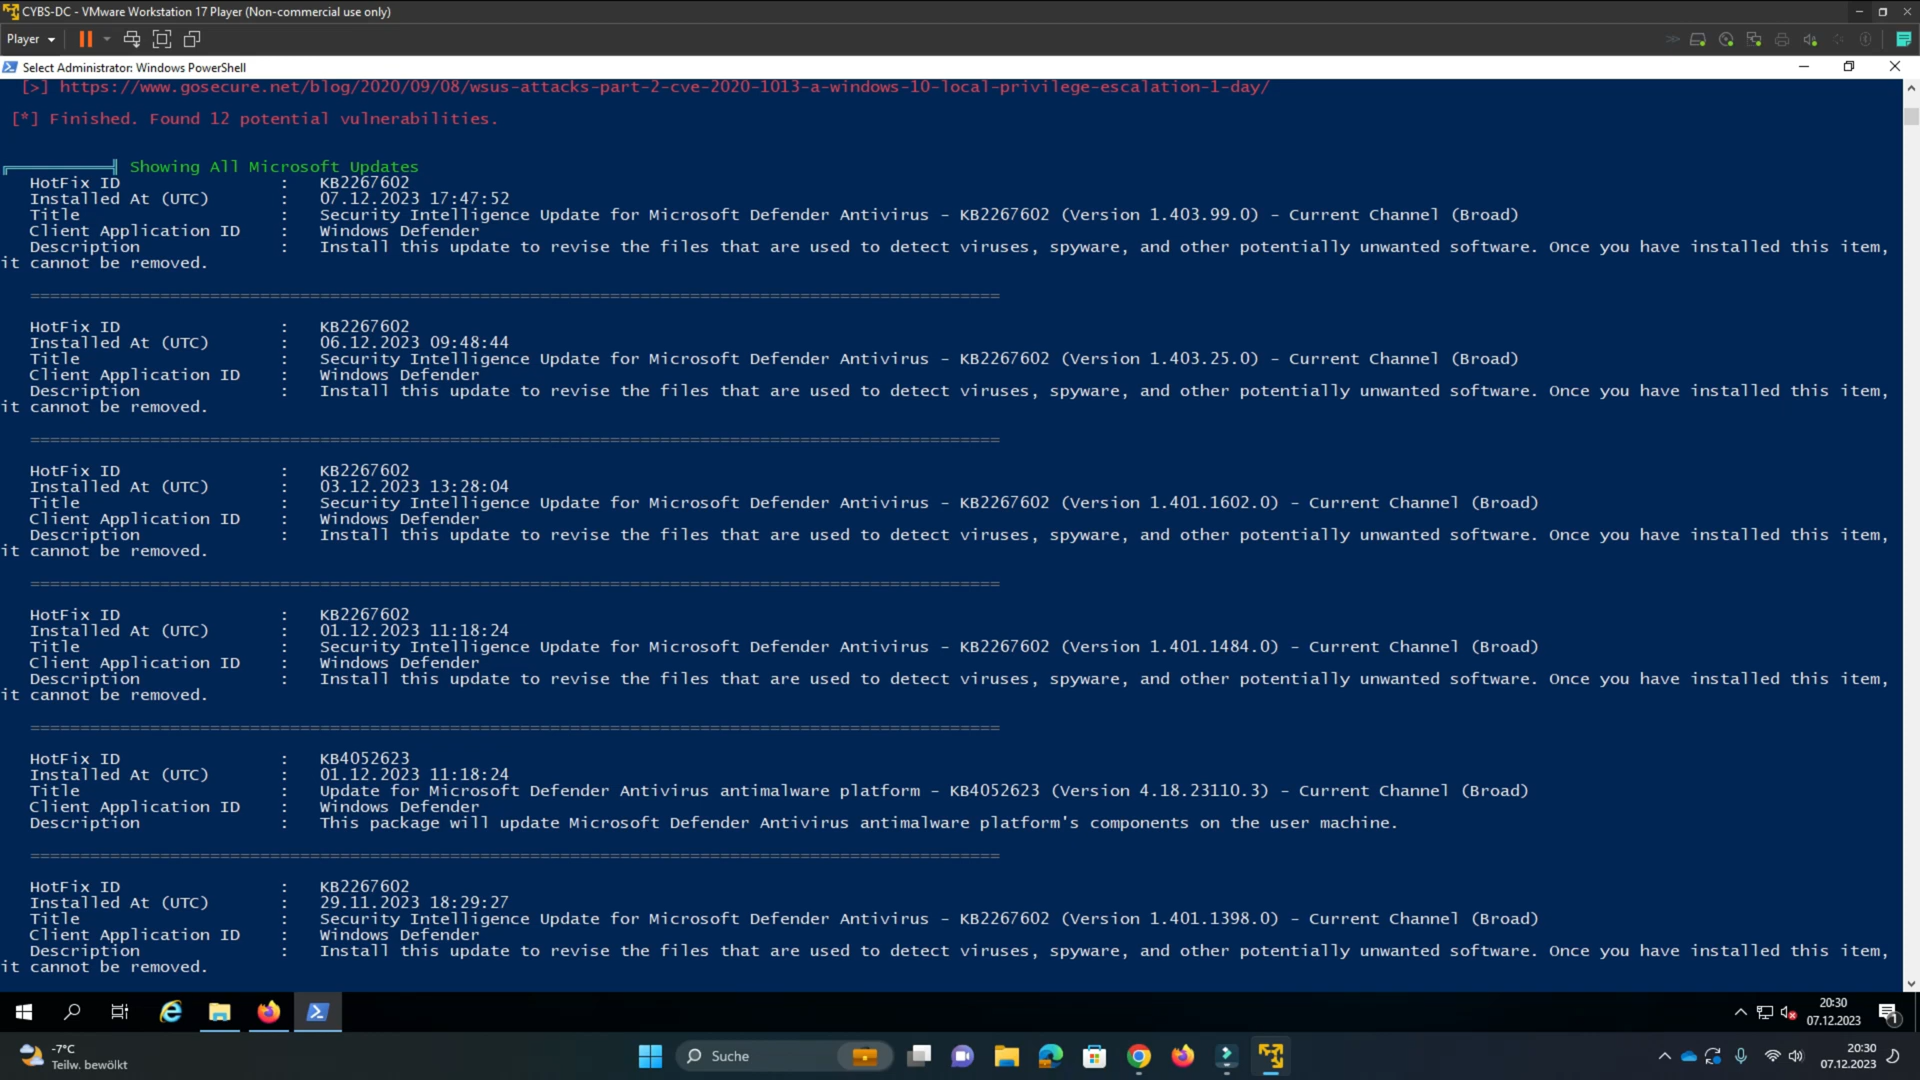 CYBS-DC - VMware Workstation 17 Player (Non-commercial use only)
Player
Select Administrator: Windows PowerShell
[>] https://www.gosecure.net/blog/2020/09/08/wsus-attacks-part-2-cve-2020-1013-a-windows-10-local-privilege-escalation-1-day/
[*] Finished. Found 12 potential vulnerabilities.
Showing All Microsoft Updates
HotFix ID : KB2267602
Installed At (UTC) : 07.12.2023 17:47:52
Title : Security Intelligence Update for Microsoft Defender Antivirus - KB2267602 (Version 1.403.99.0) - Current Channel (Broad)
Client Application ID : Windows Defender
Description : Install this update to revise the files that are used to detect viruses, spyware, and other potentially unwanted software. Once you have installed this item,
it cannot be removed.
=================================================================================================
HotFix ID : KB2267602
Installed At (UTC) : 06.12.2023 09:48:44
Title : Security Intelligence Update for Microsoft Defender Antivirus - KB2267602 (Version 1.403.25.0) - Current Channel (Broad)
Client Application ID : Windows Defender
Description : Install this update to revise the files that are used to detect viruses, spyware, and other potentially unwanted software. Once you have installed this item,
it cannot be removed.
=================================================================================================
HotFix ID : KB2267602
Installed At (UTC) : 03.12.2023 13:28:04
Title : Security Intelligence Update for Microsoft Defender Antivirus - KB2267602 (Version 1.401.1602.0) - Current Channel (Broad)
Client Application ID : Windows Defender
Description : Install this update to revise the files that are used to detect viruses, spyware, and other potentially unwanted software. Once you have installed this item,
it cannot be removed.
=================================================================================================
HotFix ID : KB2267602
Installed At (UTC) : 01.12.2023 11:18:24
Title : Security Intelligence Update for Microsoft Defender Antivirus - KB2267602 (Version 1.401.1484.0) - Current Channel (Broad)
Client Application ID : Windows Defender
Description : Install this update to revise the files that are used to detect viruses, spyware, and other potentially unwanted software. Once you have installed this item,
it cannot be removed.
=================================================================================================
HotFix ID : KB4052623
Installed At (UTC) : 01.12.2023 11:18:24
Title : Update for Microsoft Defender Antivirus antimalware platform - KB4052623 (Version 4.18.23110.3) - Current Channel (Broad)
Client Application ID : Windows Defender
Description : This package will update Microsoft Defender Antivirus antimalware platform's components on the user machine.
=================================================================================================
HotFix ID : KB2267602
Installed At (UTC) : 29.11.2023 18:29:27
Title : Security Intelligence Update for Microsoft Defender Antivirus - KB2267602 (Version 1.401.1398.0) - Current Channel (Broad)
Client Application ID : Windows Defender
Description : Install this update to revise the files that are used to detect viruses, spyware, and other potentially unwanted software. Once you have installed this item,
it cannot be removed.
20:30
07.12.2023
1
-7°C
Teilw. bewölkt
Suche
20:30
07.12.2023